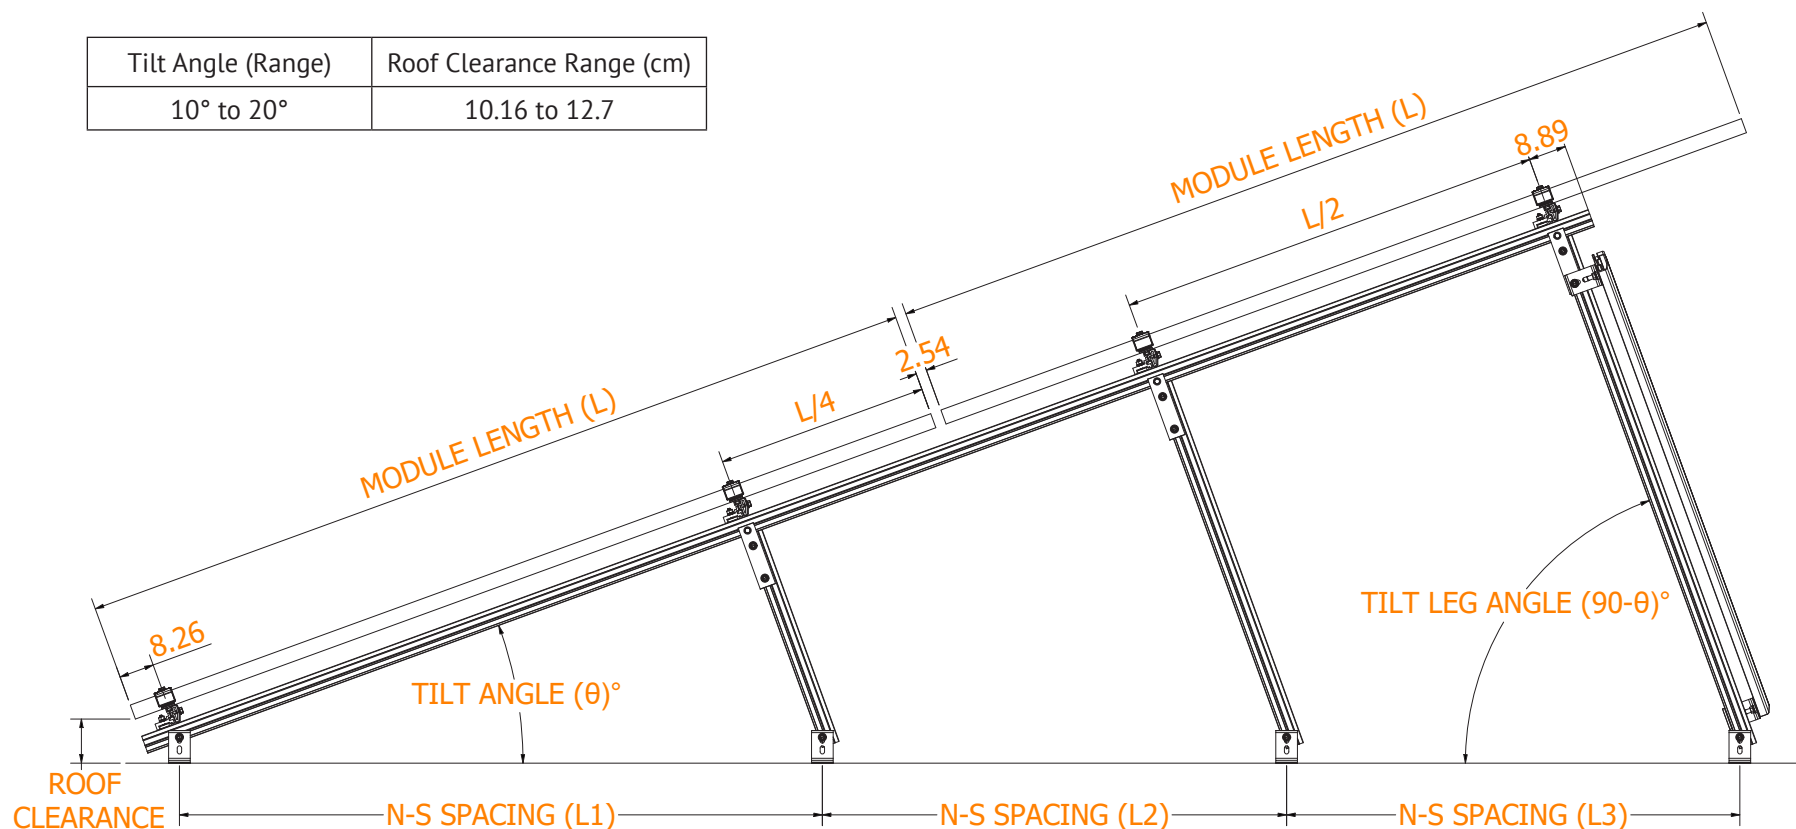 Tilt Angle (Range) Roof Clearance Range (cm)
10° to 20° 10.16 to 12.7
MODULE LENGTH (L)
8.89
L/2
2.54
L/4
MODULE LENGTH (L)
8.26
TILT LEG ANGLE (90-θ)°
TILT ANGLE (θ)°
ROOF
CLEARANCE
N-S SPACING (L1) N-S SPACING (L2) N-S SPACING (L3)